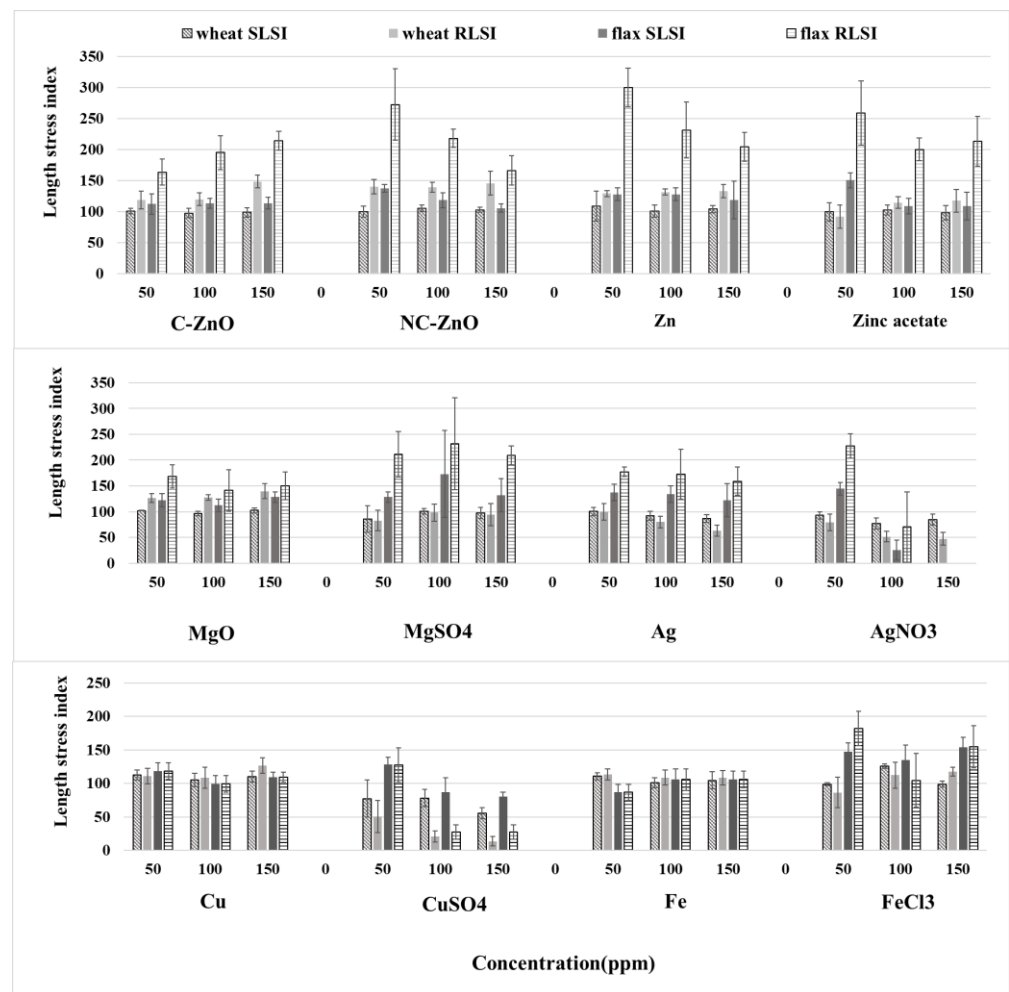 wheat SLSI wheat RLSI flax SLSI flax RLSI
Length stress index
350
300
250
200
150
100
50
0
50 100 150 0 50 100 150 0 50 100 150 0 50 100 150
C-ZnO NC-ZnO Zn Zinc acetate
Length stress index
350
300
250
200
150
100
50
0
50 100 150 0 50 100 150 0 50 100 150 0 50 100 150
MgO MgSO4 Ag AgNO3
Length stress index
250
200
150
100
50
0
50 100 150 0 50 100 150 0 50 100 150 0 50 100 150
Cu CuSO4 Fe FeCl3
Concentration(ppm)